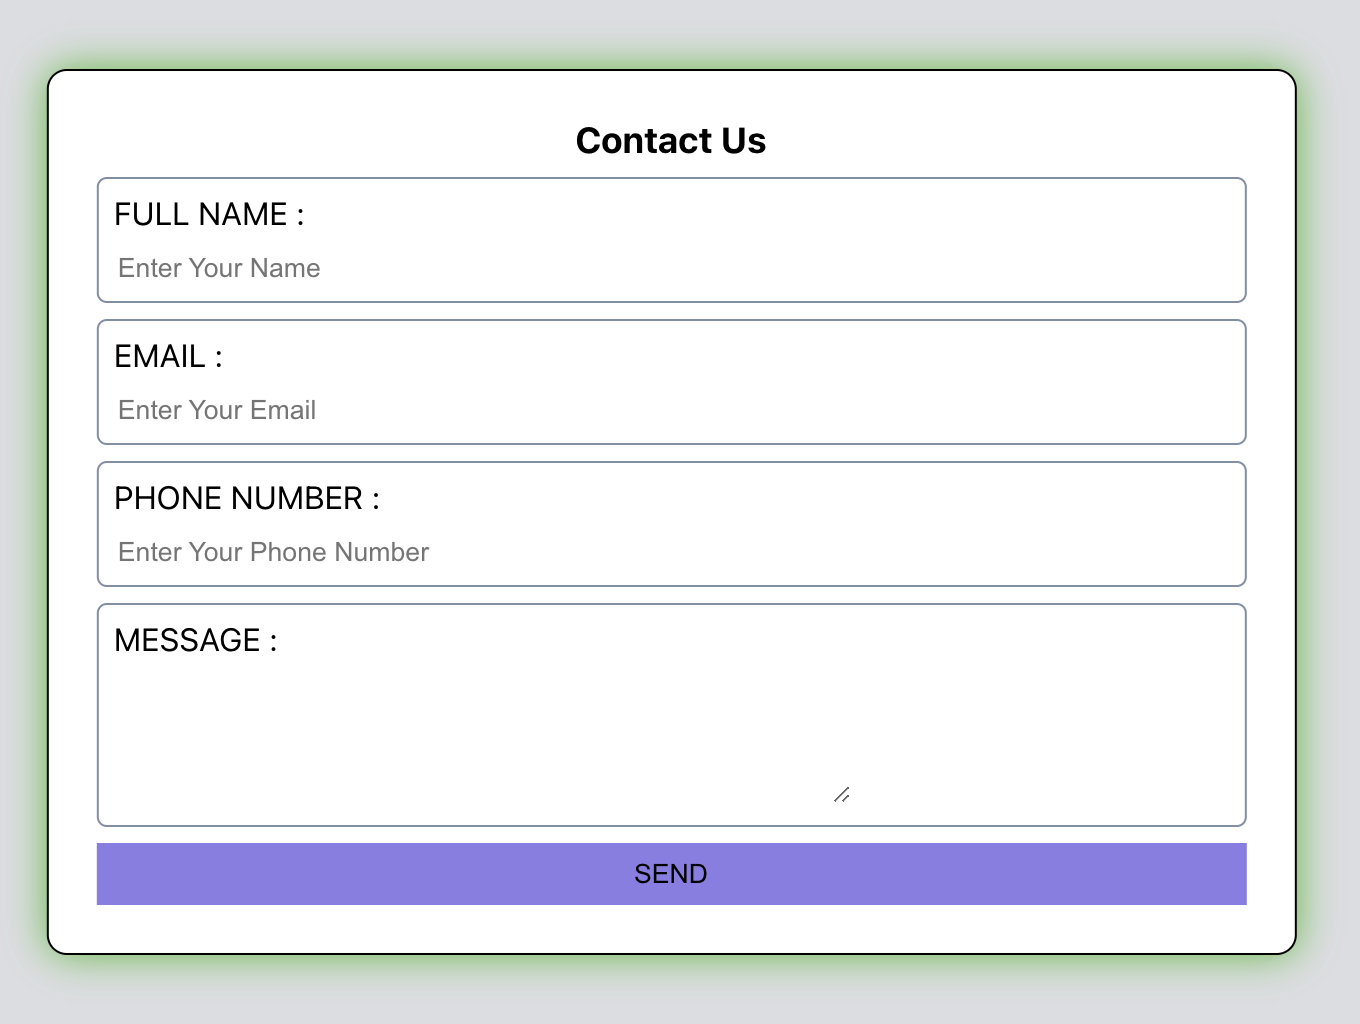 Contact Us
FULL NAME :
Enter Your Name
EMAIL :
Enter Your Email
PHONE NUMBER :
Enter Your Phone Number
MESSAGE :
SEND